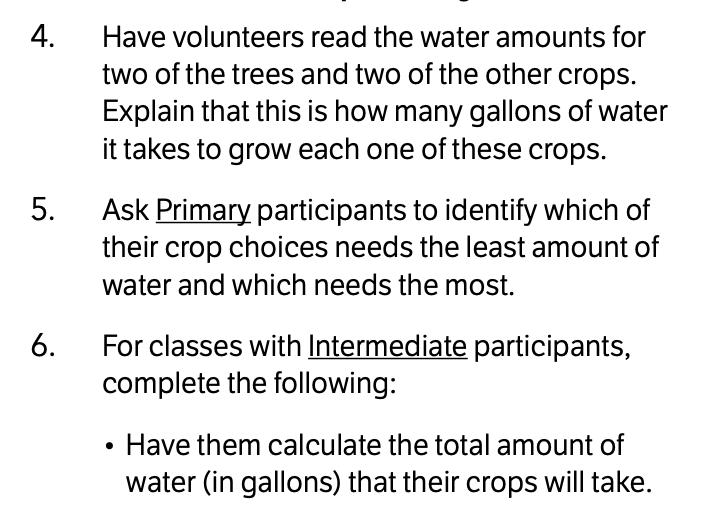 4. Have volunteers read the water amounts for
two of the trees and two of the other crops.
Explain that this is how many gallons of water
it takes to grow each one of these crops.
5. Ask Primary participants to identify which of
their crop choices needs the least amount of
water and which needs the most.
6. For classes with Intermediate participants,
complete the following:
• Have them calculate the total amount of
water (in gallons) that their crops will take.